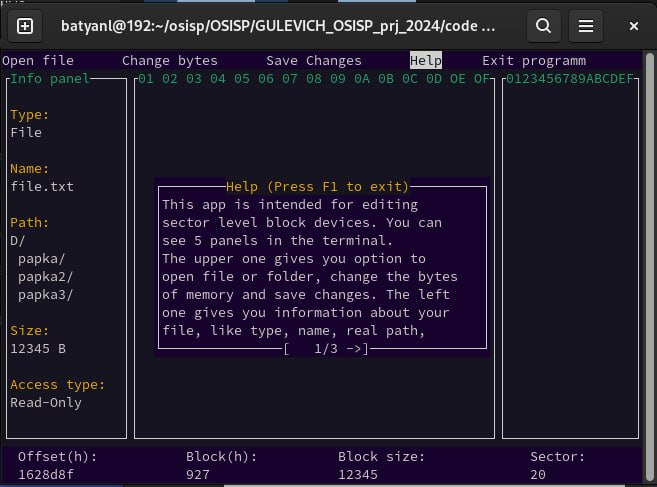 batyanl@192:~/osisp/OSISP/GULEVICH_OSISP_prj_2024/code ...
Open file Change bytes Save Changes Help Exit programm
Info panel
01 02 03 04 05 06 07 08 09 0A 0B 0C 0D OE OF
0123456789ABCDEF
Type:
File
Name:
file.txt
Path:
D/
papka/
papka2/
papka3/
Size:
12345 B
Access type:
Read-Only
Help (Press F1 to exit)
This app is intended for editing
sector level block devices. You can
see 5 panels in the terminal.
The upper one gives you option to
open file or folder, change the bytes
of memory and save changes. The left
one gives you information about your
file, like type, name, real path,
[ 1/3 ->]
Offset(h): Block(h): Block size: Sector:
1628d8f 927 12345 20